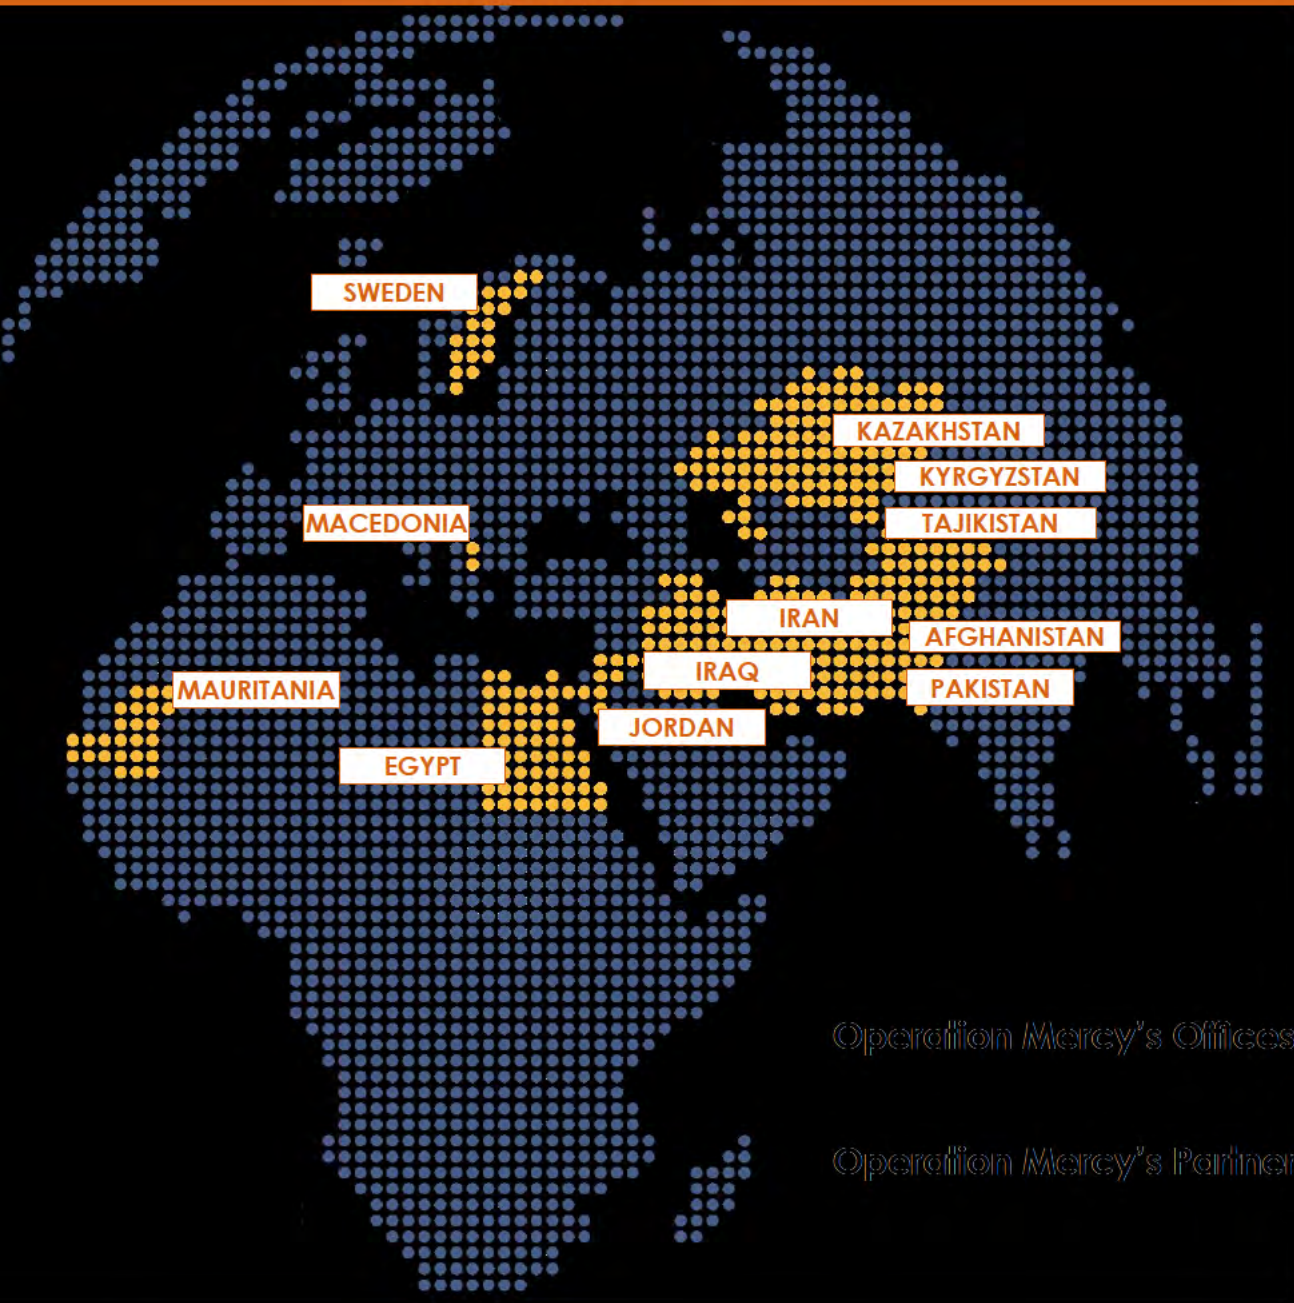 SWEDEN
KAZAKHSTAN
KYRGYZSTAN
MACEDONIA
TAJIKISTAN
IRAN
AFGHANISTAN
IRAQ
MAURITANIA
PAKISTAN
JORDAN
EGYPT
Operation Mercy's Offices
Operation Mercy's Partner